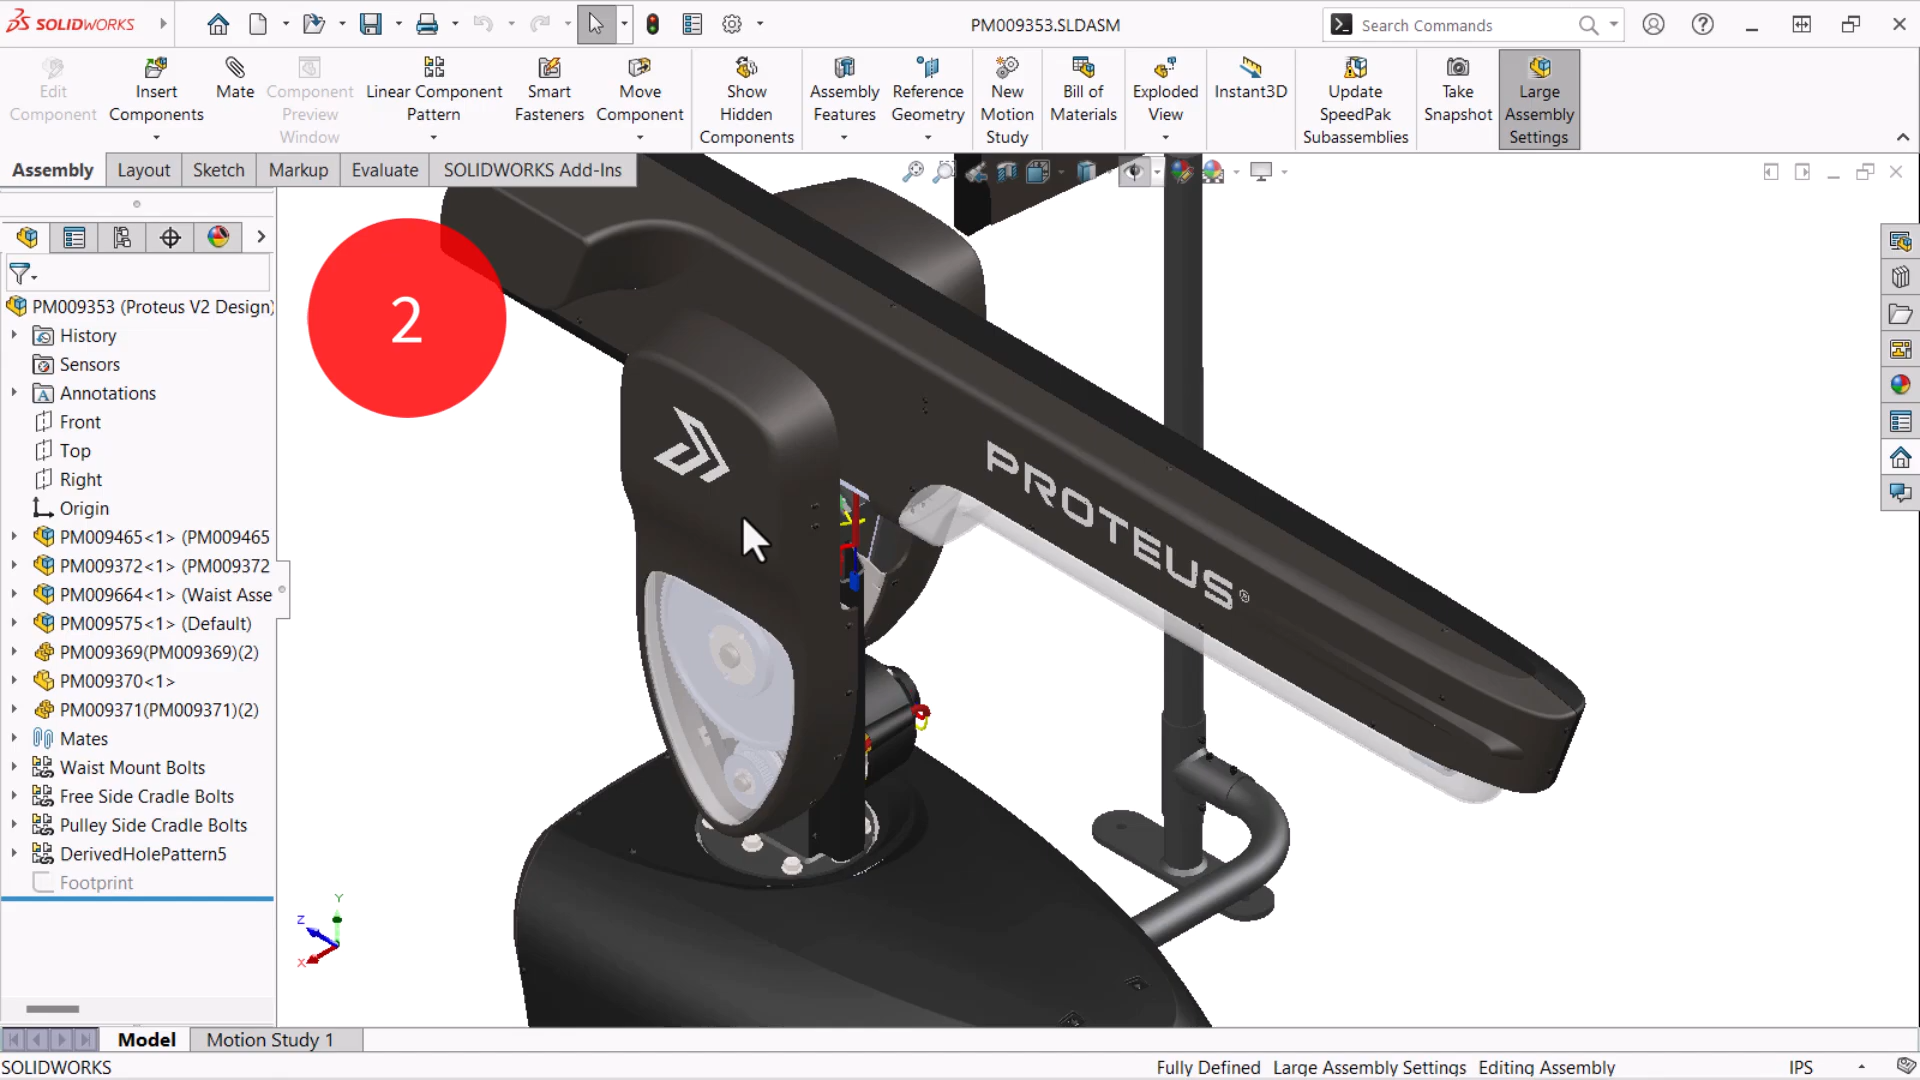 SOLIDWORKS
PM009353.SLDASM
Search Commands
Edit Component
Insert Components
Mate
Component Preview Window
Linear Component Pattern
Smart Fasteners
Move Component
Show Hidden Components
Assembly Features
Reference Geometry
New Motion Study
Bill of Materials
Exploded View
Instant3D
Update SpeedPak Subassemblies
Take Snapshot
Large Assembly Settings
Assembly
Layout
Sketch
Markup
Evaluate
SOLIDWORKS Add-Ins
PM009353 (Proteus V2 Design)
History
Sensors
Annotations
Front
Top
Right
Origin
PM009465<1> (PM009465
PM009372<1> (PM009372
PM009664<1> (Waist Asse
PM009575<1> (Default)
PM009369(PM009369)(2)
PM009370<1>
PM009371(PM009371)(2)
Mates
Waist Mount Bolts
Free Side Cradle Bolts
Pulley Side Cradle Bolts
DerivedHolePattern5
Footprint
2
PROTEUS®
Y
Z
X
Model
Motion Study 1
SOLIDWORKS
Fully Defined
Large Assembly Settings
Editing Assembly
IPS